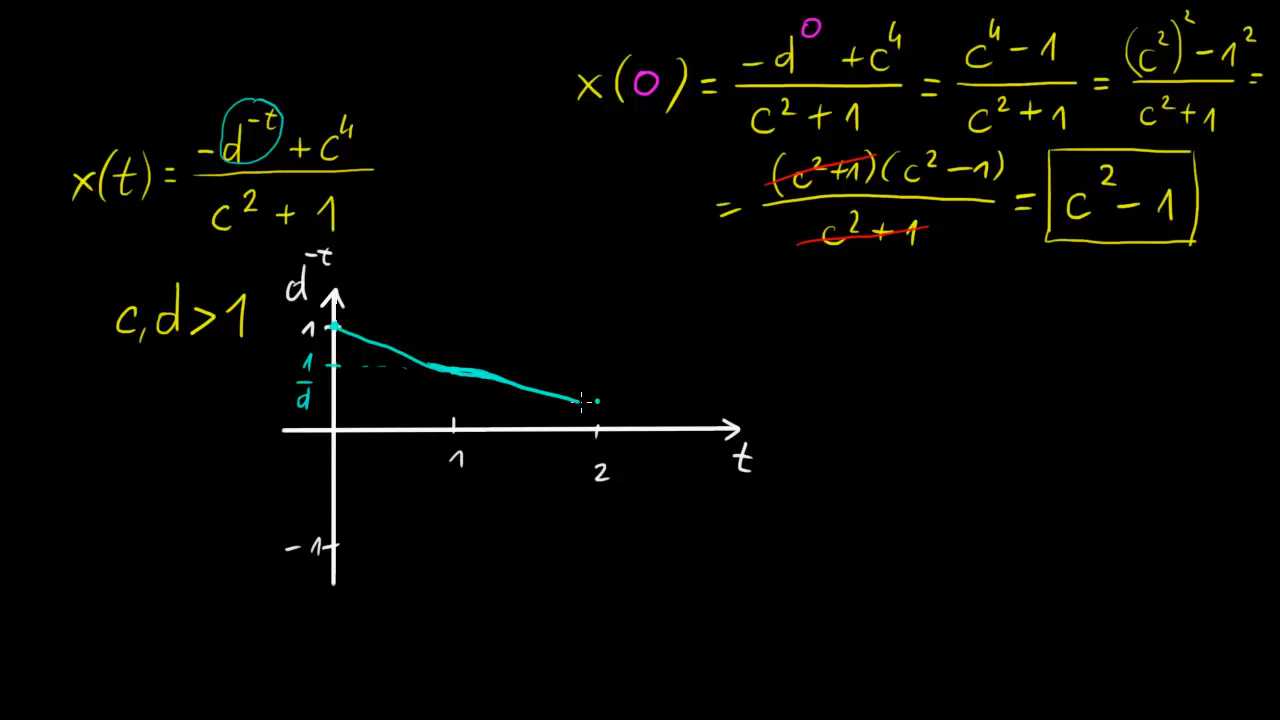 x(0) = (-d^0 + c^4)/(c^2 + 1) = (c^4 - 1)/(c^2 + 1) = ((c^2)^2 - 1^2)/(c^2 + 1) =
= ((c^2 + 1)(c^2 - 1))/(c^2 + 1) = c^2 - 1
x(t) = (-d^-t + c^4)/(c^2 + 1)
c, d > 1
d^-t
1
1/d
1
2
t
-1